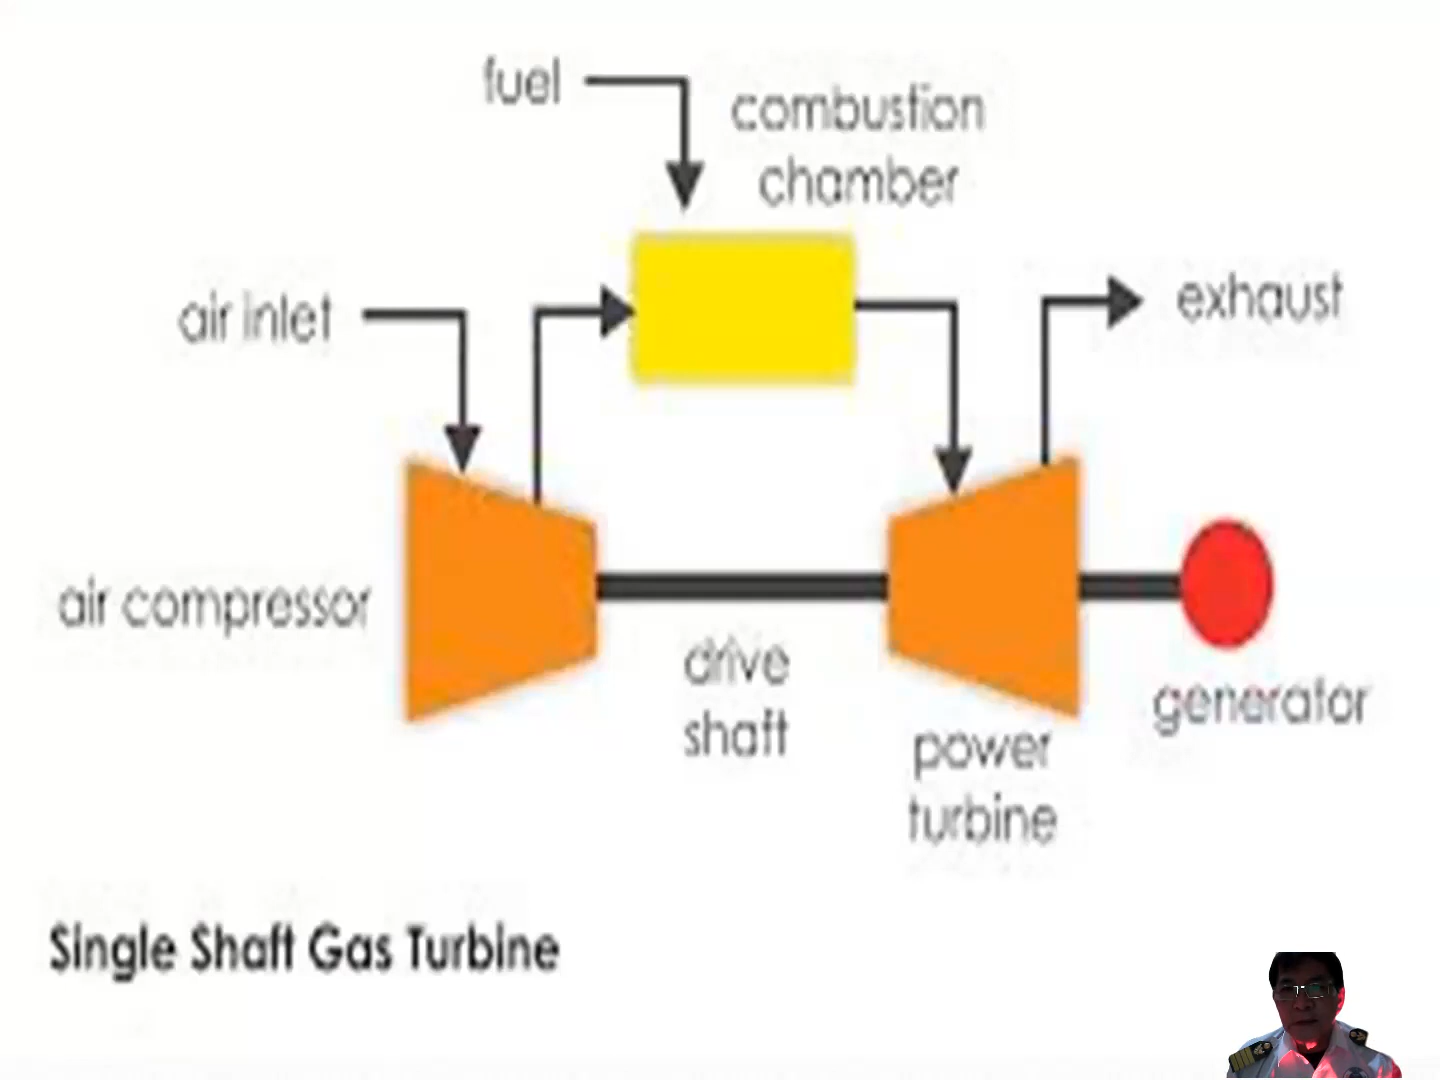 fuel
combustion
chamber
air inlet
exhaust
air compressor
drive
shaft
generator
power
turbine
Single Shaft Gas Turbine